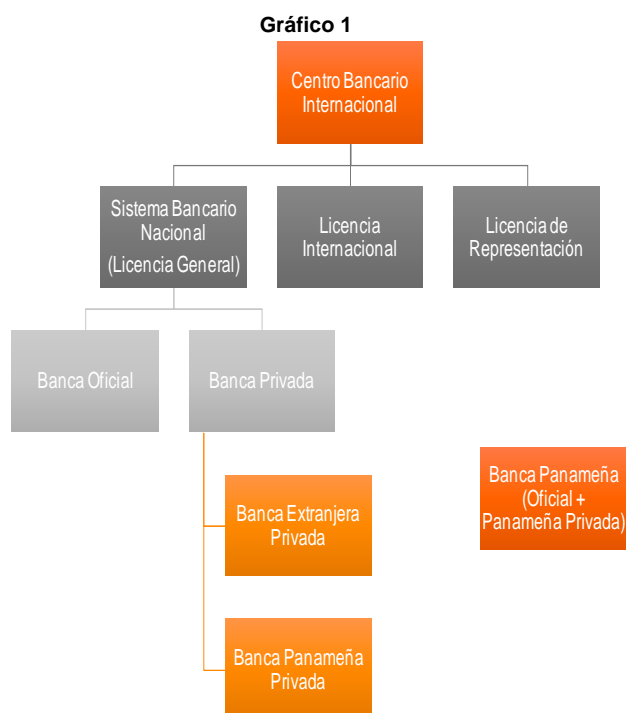 Gráfico 1
Centro Bancario
Internacional
Sistema Bancario
Nacional
(Licencia General)
Licencia
Internacional
Licencia de
Representación
Banca Oficial
Banca Privada
Banca Extranjera
Privada
Banca Panameña
Privada
Banca Panameña
(Oficial +
Panameña Privada)